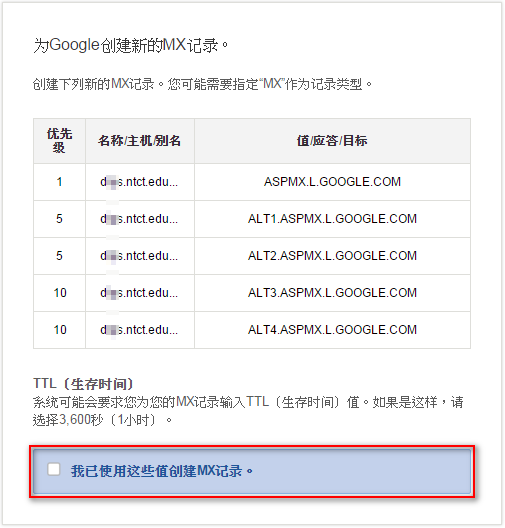 为Google创建新的MX记录。
创建下列新的MX记录。您可能需要指定“MX”作为记录类型。
优先级 名称/主机/别名 值/应答/目标
1 .ntct.edu... ASPMX.L.GOOGLE.COM
5 .ntct.edu... ALT1.ASPMX.L.GOOGLE.COM
5 .ntct.edu... ALT2.ASPMX.L.GOOGLE.COM
10 .ntct.edu... ALT3.ASPMX.L.GOOGLE.COM
10 .ntct.edu... ALT4.ASPMX.L.GOOGLE.COM
TTL〔生存时间〕
系统可能会要求您为您的MX记录输入TTL〔生存时间〕值。如果是这样，请
选择3,600秒〔1小时〕。
我已使用这些值创建MX记录。